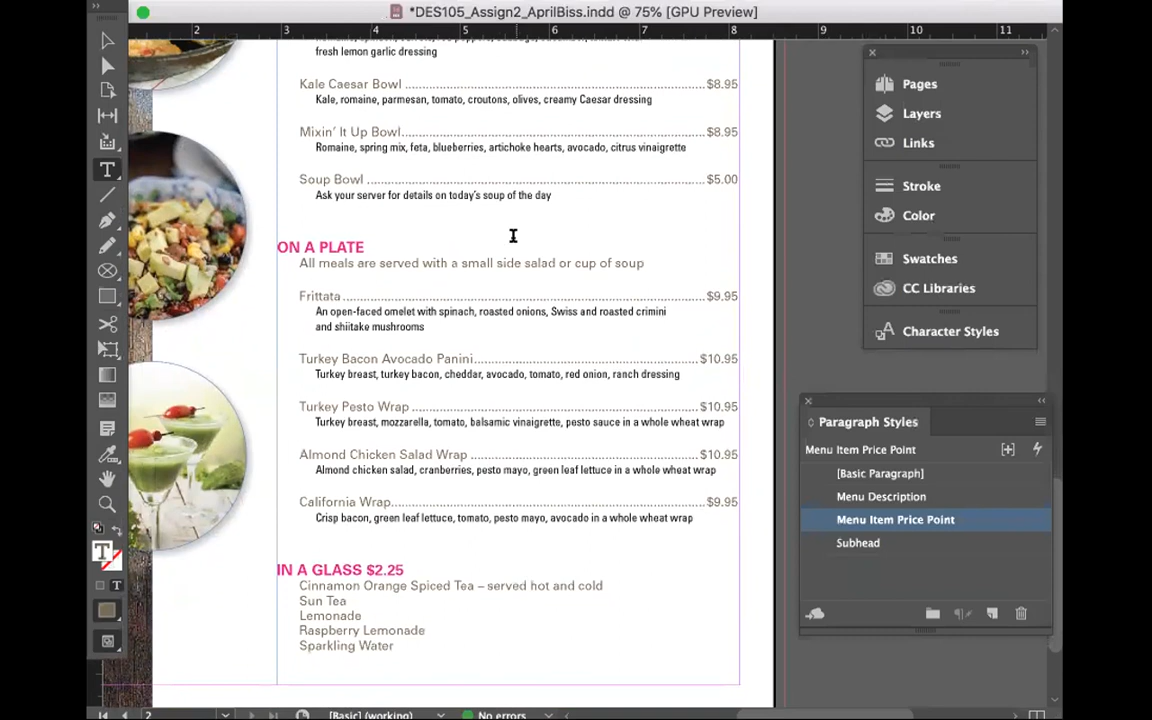 *DES105_Assign2_AprilBiss.indd @ 75% [GPU Preview]
2 3 4 5 6 7 8 9 10 11
fresh lemon garlic dressing
Kale Caesar Bowl $8.95
Kale, romaine, parmesan, tomato, croutons, olives, creamy Caesar dressing
Mixin' It Up Bowl $8.95
Romaine, spring mix, feta, blueberries, artichoke hearts, avocado, citrus vinaigrette
Soup Bowl $5.00
Ask your server for details on today's soup of the day
ON A PLATE
All meals are served with a small side salad or cup of soup
Frittata $9.95
An open-faced omelet with spinach, roasted onions, Swiss and roasted crimini
and shiitake mushrooms
Turkey Bacon Avocado Panini $10.95
Turkey breast, turkey bacon, cheddar, avocado, tomato, red onion, ranch dressing
Turkey Pesto Wrap $10.95
Turkey breast, mozzarella, tomato, balsamic vinaigrette, pesto sauce in a whole wheat wrap
Almond Chicken Salad Wrap $10.95
Almond chicken salad, cranberries, pesto mayo, green leaf lettuce in a whole wheat wrap
California Wrap $9.95
Crisp bacon, green leaf lettuce, tomato, pesto mayo, avocado in a whole wheat wrap
IN A GLASS $2.25
Cinnamon Orange Spiced Tea – served hot and cold
Sun Tea
Lemonade
Raspberry Lemonade
Sparkling Water
Pages
Layers
Links
Stroke
Color
Swatches
CC Libraries
Character Styles
Paragraph Styles
Menu Item Price Point
[Basic Paragraph]
Menu Description
Menu Item Price Point
Subhead
2 [Basic] (working) No errors